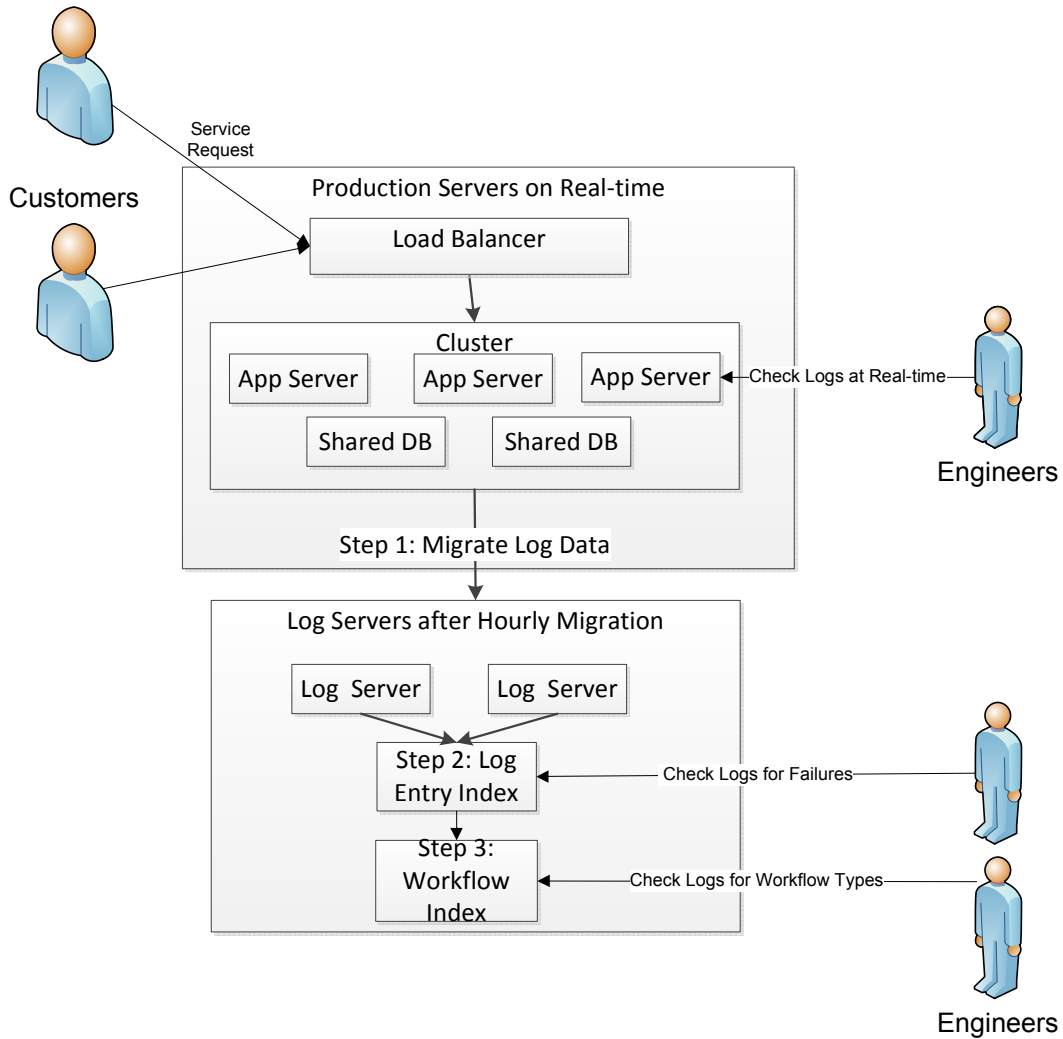 Service
Request
Customers
Production Servers on Real-time
Load Balancer
Cluster
App Server
App Server
App Server
Check Logs at Real-time
Shared DB
Shared DB
Engineers
Step 1: Migrate Log Data
Log Servers after Hourly Migration
Log Server
Log Server
Step 2: Log
Entry Index
Check Logs for Failures
Step 3:
Workflow
Index
Check Logs for Workflow Types
Engineers